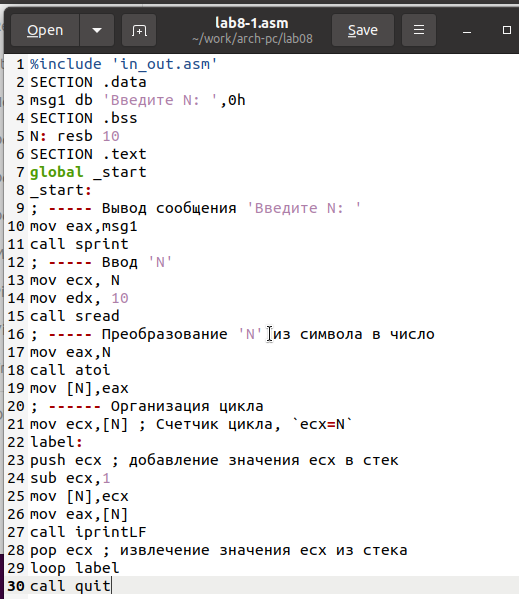 Open
lab8-1.asm
~/work/arch-pc/lab08
Save
1 %include 'in_out.asm'
2 SECTION .data
3 msg1 db 'Введите N: ',0h
4 SECTION .bss
5 N: resb 10
6 SECTION .text
7 global _start
8 _start:
9 ; ----- Вывод сообщения 'Введите N: '
10 mov eax,msg1
11 call sprint
12 ; ----- Ввод 'N'
13 mov ecx, N
14 mov edx, 10
15 call sread
16 ; ----- Преобразование 'N' из символа в число
17 mov eax,N
18 call atoi
19 mov [N],eax
20 ; ------ Организация цикла
21 mov ecx,[N] ; Счетчик цикла, `ecx=N`
22 label:
23 push ecx ; добавление значения ecx в стек
24 sub ecx,1
25 mov [N],ecx
26 mov eax,[N]
27 call iprintLF
28 pop ecx ; извлечение значения ecx из стека
29 loop label
30 call quit